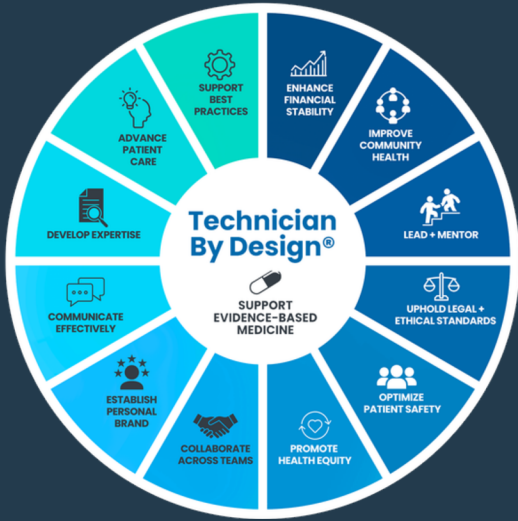 Technician
By Design®
SUPPORT
EVIDENCE-BASED
MEDICINE
ENHANCE
FINANCIAL
STABILITY
IMPROVE
COMMUNITY
HEALTH
LEAD + MENTOR
UPHOLD LEGAL +
ETHICAL STANDARDS
OPTIMIZE
PATIENT SAFETY
PROMOTE
HEALTH EQUITY
COLLABORATE
ACROSS TEAMS
ESTABLISH
PERSONAL
BRAND
COMMUNICATE
EFFECTIVELY
DEVELOP EXPERTISE
ADVANCE
PATIENT
CARE
SUPPORT
BEST
PRACTICES